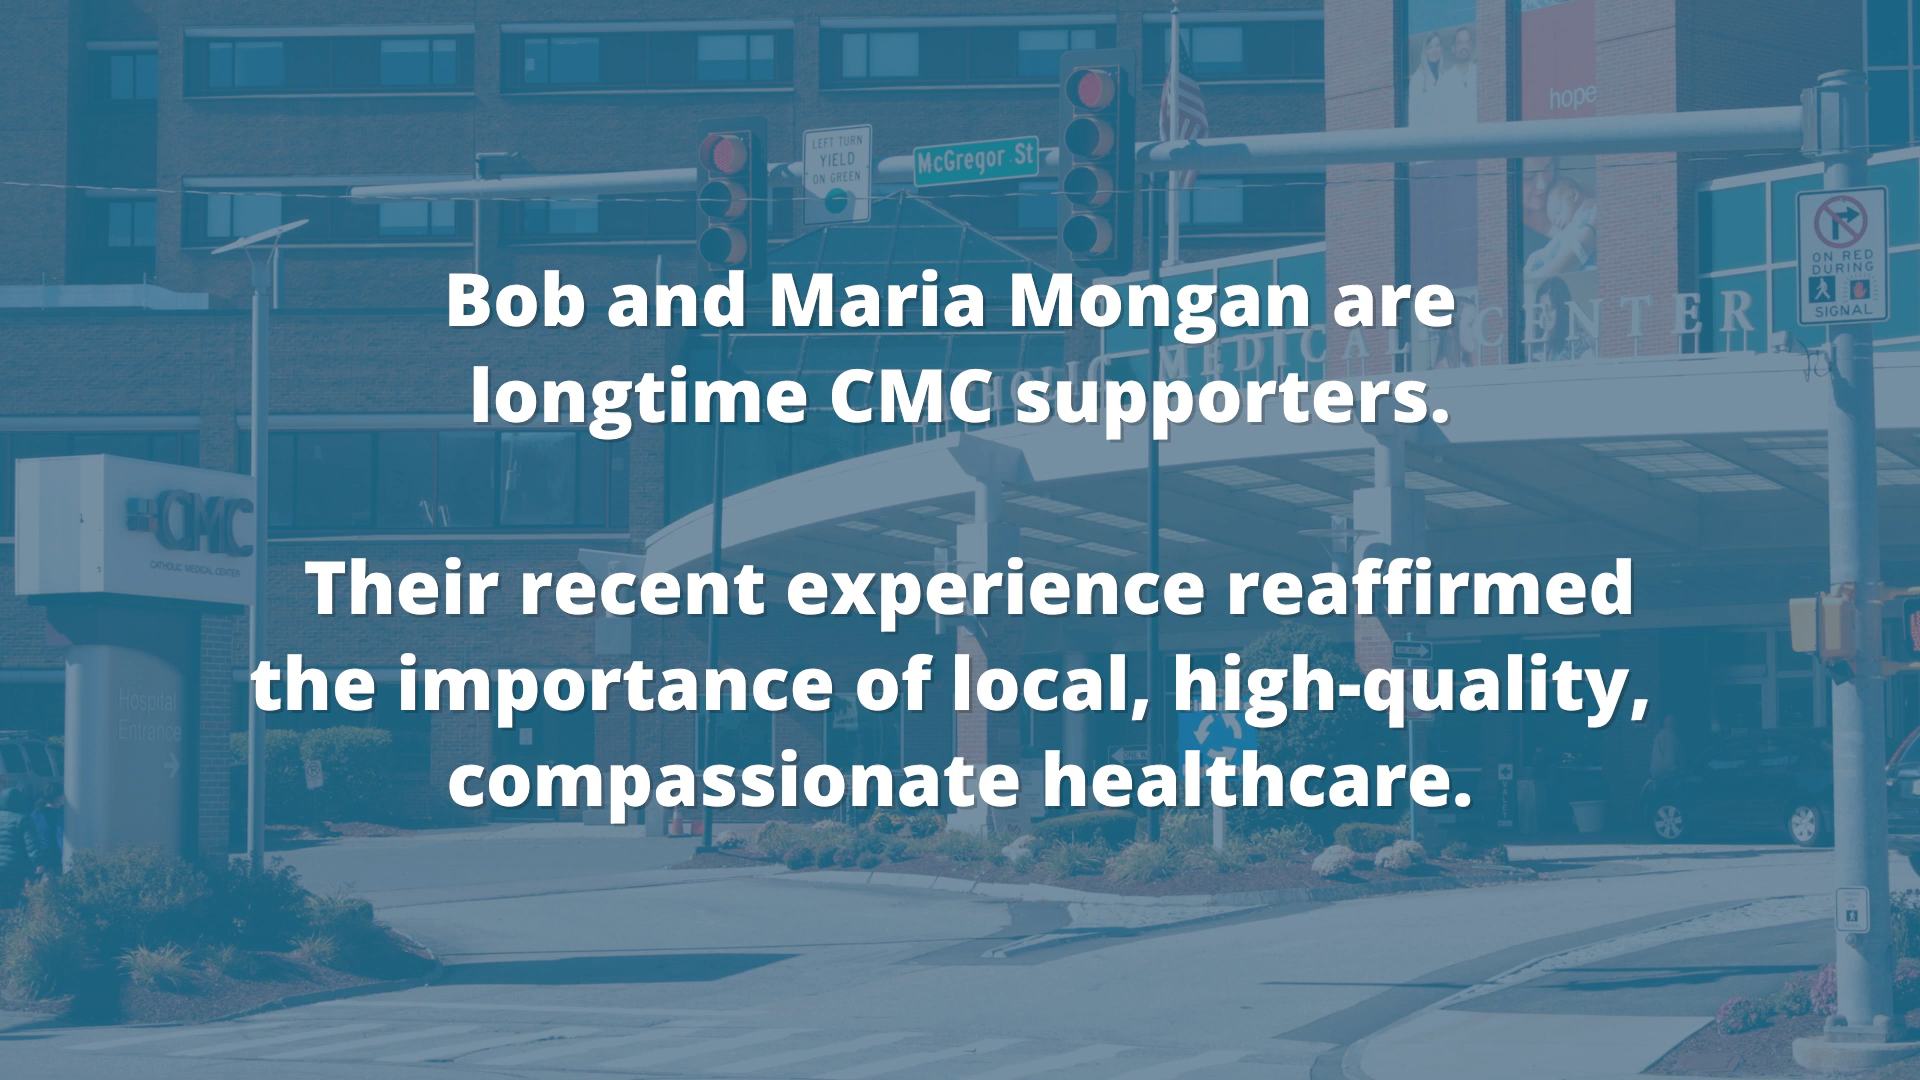 hope
LEFT TURN
YIELD
ON GREEN
McGregor St
ON RED
DURING
SIGNAL
Bob and Maria Mongan are
longtime CMC supporters.
MEDICAL CENTER
CMC
CATHOLIC MEDICAL CENTER
Their recent experience reaffirmed
the importance of local, high-quality,
compassionate healthcare.
Hospital
Entrance